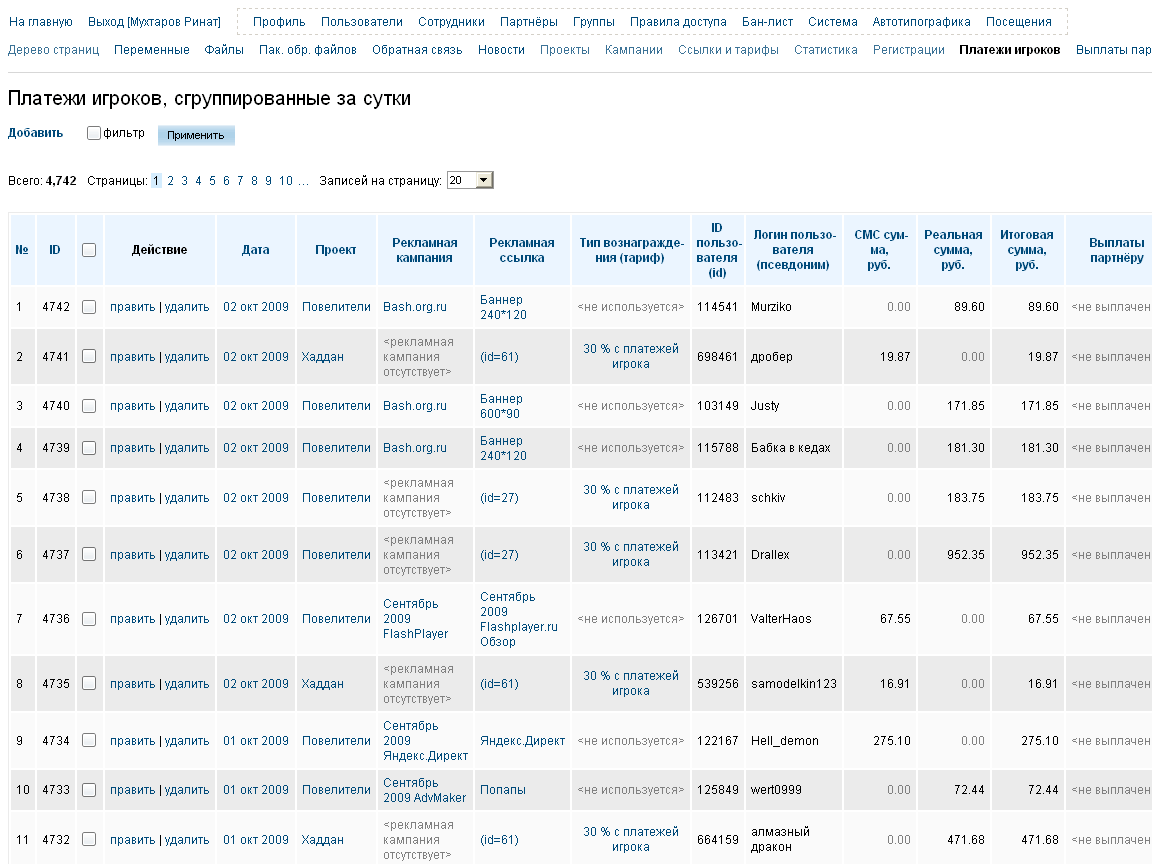 На главную Выход [Мухтаров Ринат] Профиль Пользователи Сотрудники Партнёры Группы Правила доступа Бан-лист Система Автотипографика Посещения
Дерево страниц Переменные Файлы Пак. обр. файлов Обратная связь Новости Проекты Кампании Ссылки и тарифы Статистика Регистрации Платежи игроков Выплаты пар
Платежи игроков, сгруппированные за сутки
Добавить фильтр Применить
Всего: 4,742 Страницы: 1 2 3 4 5 6 7 8 9 10 ... Записей на страницу: 20
№ ID Действие Дата Проект Рекламная кампания Рекламная ссылка Тип вознагражде-ния (тариф) ID пользо-вателя (id) Логин пользо-вателя (псевдоним) СМС сум-ма, руб. Реальная сумма, руб. Итоговая сумма, руб. Выплаты партнёру
1 4742 править | удалить 02 окт 2009 Повелители Bash.org.ru Баннер 240*120 <не используется> 114541 Murziko 0.00 89.60 89.60 <не выплачен
2 4741 править | удалить 02 окт 2009 Хаддан <рекламная кампания отсутствует> (id=61) 30 % с платежей игрока 698461 дробер 19.87 0.00 19.87 <не выплачен
3 4740 править | удалить 02 окт 2009 Повелители Bash.org.ru Баннер 600*90 <не используется> 103149 Justy 0.00 171.85 171.85 <не выплачен
4 4739 править | удалить 02 окт 2009 Повелители Bash.org.ru Баннер 240*120 <не используется> 115788 Бабка в кедах 0.00 181.30 181.30 <не выплачен
5 4738 править | удалить 02 окт 2009 Повелители <рекламная кампания отсутствует> (id=27) 30 % с платежей игрока 112483 schkiv 0.00 183.75 183.75 <не выплачен
6 4737 править | удалить 02 окт 2009 Повелители <рекламная кампания отсутствует> (id=27) 30 % с платежей игрока 113421 Drallex 0.00 952.35 952.35 <не выплачен
7 4736 править | удалить 02 окт 2009 Повелители Сентябрь 2009 FlashPlayer Сентябрь 2009 Flashplayer.ru Обзор <не используется> 126701 ValterHaos 67.55 0.00 67.55 <не выплачен
8 4735 править | удалить 02 окт 2009 Хаддан <рекламная кампания отсутствует> (id=61) 30 % с платежей игрока 539256 samodelkin123 16.91 0.00 16.91 <не выплачен
9 4734 править | удалить 01 окт 2009 Повелители Сентябрь 2009 Яндекс.Директ Яндекс.Директ <не используется> 122167 Hell_demon 275.10 0.00 275.10 <не выплачен
10 4733 править | удалить 01 окт 2009 Повелители Сентябрь 2009 AdvMaker Попапы <не используется> 125849 wert0999 0.00 72.44 72.44 <не выплачен
11 4732 править | удалить 01 окт 2009 Хаддан <рекламная кампания отсутствует> (id=61) 30 % с платежей игрока 664159 алмазный дракон 0.00 471.68 471.68 <не выплачен